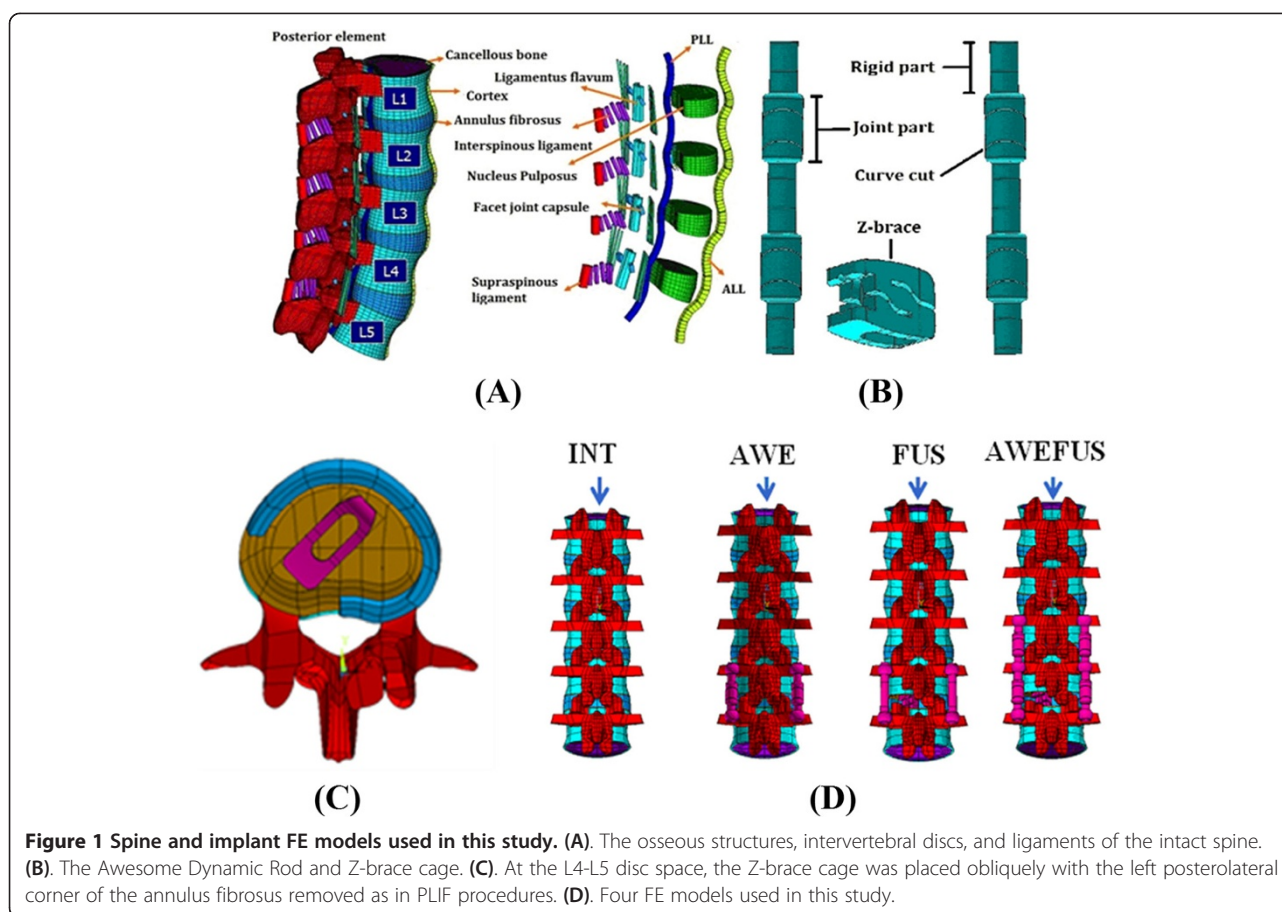 Posterior element
Cancellous bone
Ligamentus flavum
Cortex
Annulus fibrosus
Interspinous ligament
Nucleus Pulposus
Facet joint capsule
Supraspinous
ligament
L1
L2
L3
L4
L5
PLL
ALL
(A)
Rigid part
Joint part
Curve cut
Z-brace
(B)
Y
(C)
INT
AWE
FUS
AWEFUS
(D)
Figure 1 Spine and implant FE models used in this study. (A). The osseous structures, intervertebral discs, and ligaments of the intact spine.
(B). The Awesome Dynamic Rod and Z-brace cage. (C). At the L4-L5 disc space, the Z-brace cage was placed obliquely with the left posterolateral
corner of the annulus fibrosus removed as in PLIF procedures. (D). Four FE models used in this study.